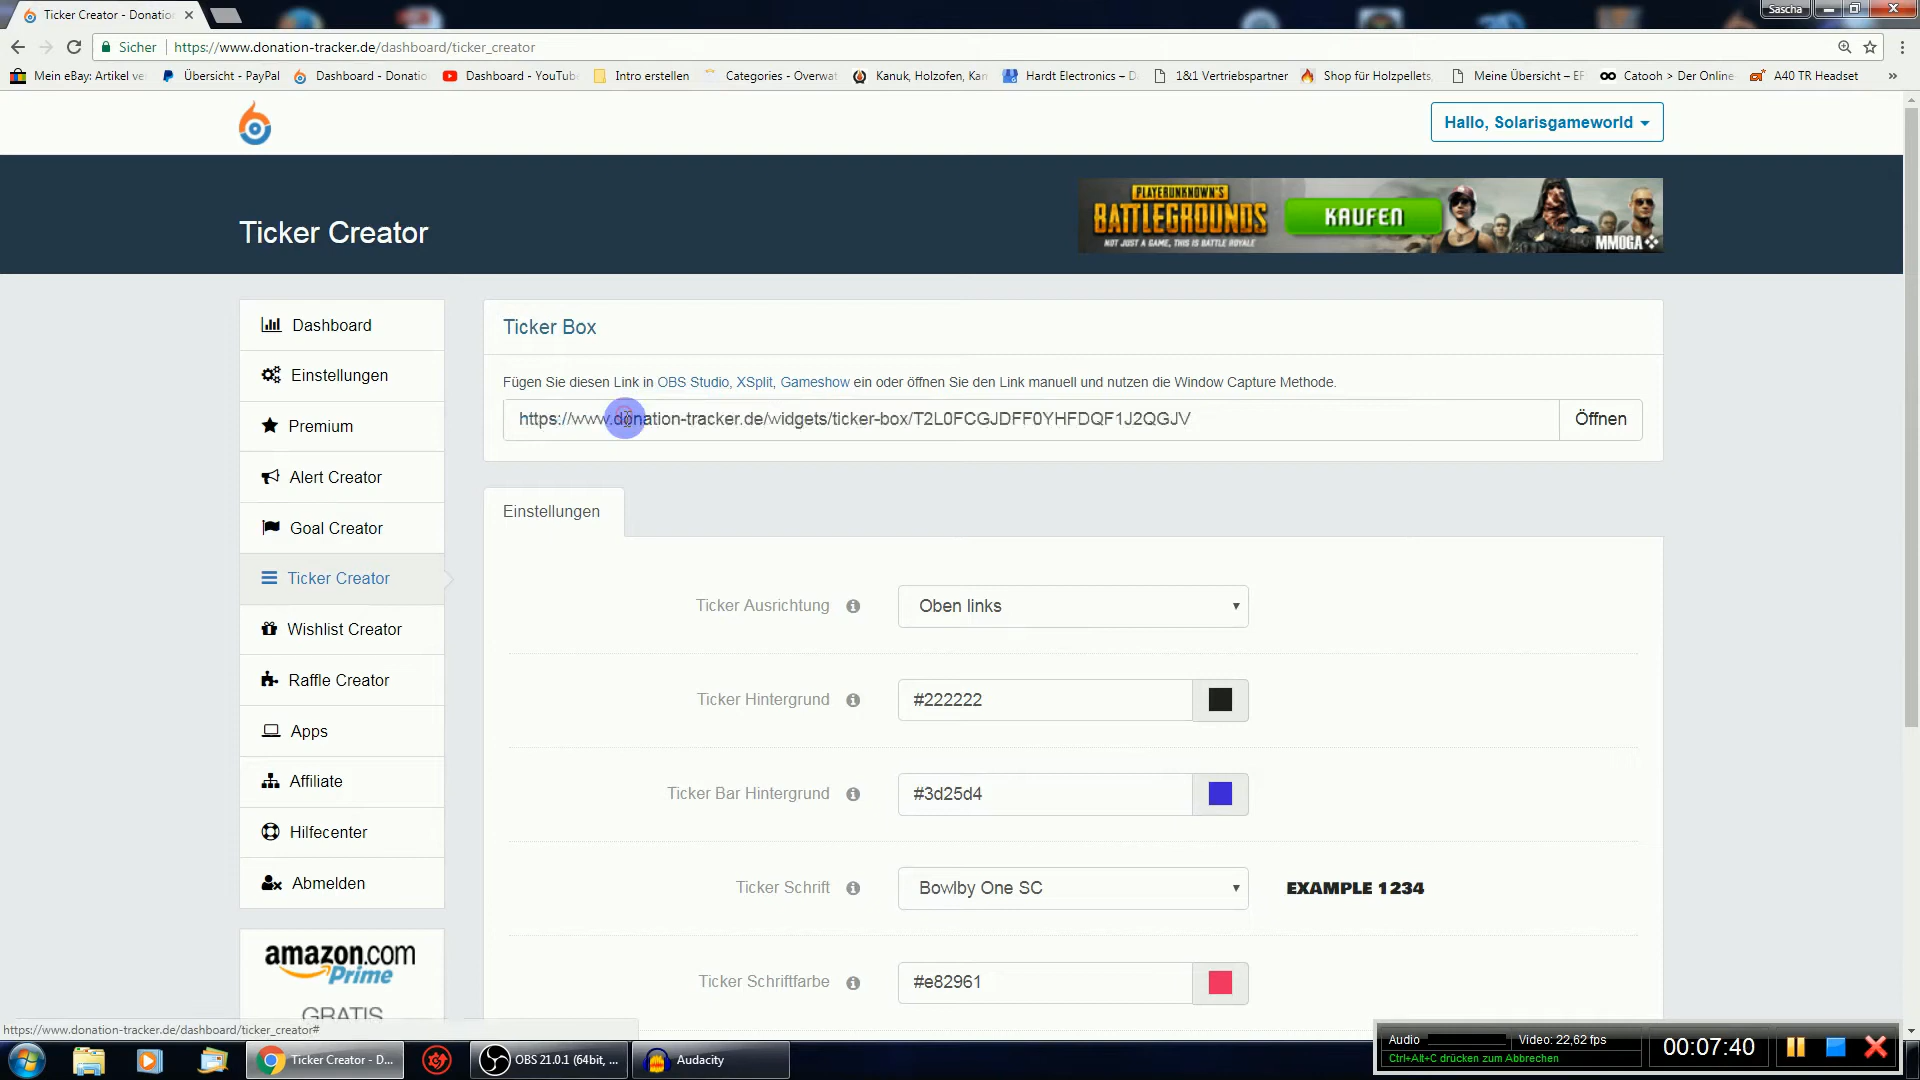 Ticker Creator - Donatio
Sascha
Sicher https://www.donation-tracker.de/dashboard/ticker_creator
Mein eBay: Artikel ve Übersicht - PayPal Dashboard - Donatio Dashboard - YouTub Intro erstellen Categories - Overwat Kanuk, Holzofen, Kan Hardt Electronics – D 1&1 Vertriebspartner Shop für Holzpellets, Meine Übersicht – EF Catooh > Der Online A40 TR Headset »
Hallo, Solarisgameworld
Ticker Creator
PLAYERUNKNOWN'S
BATTLEGROUNDS
NOT JUST A GAME, THIS IS BATTLE ROYALE
KAUFEN
MMOGA
Dashboard
Einstellungen
Premium
Alert Creator
Goal Creator
Ticker Creator
Wishlist Creator
Raffle Creator
Apps
Affiliate
Hilfecenter
Abmelden
amazon.com
Prime
GRATIS
Ticker Box
Fügen Sie diesen Link in OBS Studio, XSplit, Gameshow ein oder öffnen Sie den Link manuell und nutzen die Window Capture Methode.
https://www.donation-tracker.de/widgets/ticker-box/T2L0FCGJDFF0YHFDQF1J2QGJV Öffnen
Einstellungen
Ticker Ausrichtung Oben links
Ticker Hintergrund #222222
Ticker Bar Hintergrund #3d25d4
Ticker Schrift Bowlby One SC EXAMPLE 1234
Ticker Schriftfarbe #e82961
https://www.donation-tracker.de/dashboard/ticker_creator#
Ticker Creator - D... OBS 21.0.1 (64bit, ... Audacity
Audio Video: 22,62 fps
Ctrl+Alt+C drücken zum Abbrechen
00:07:40